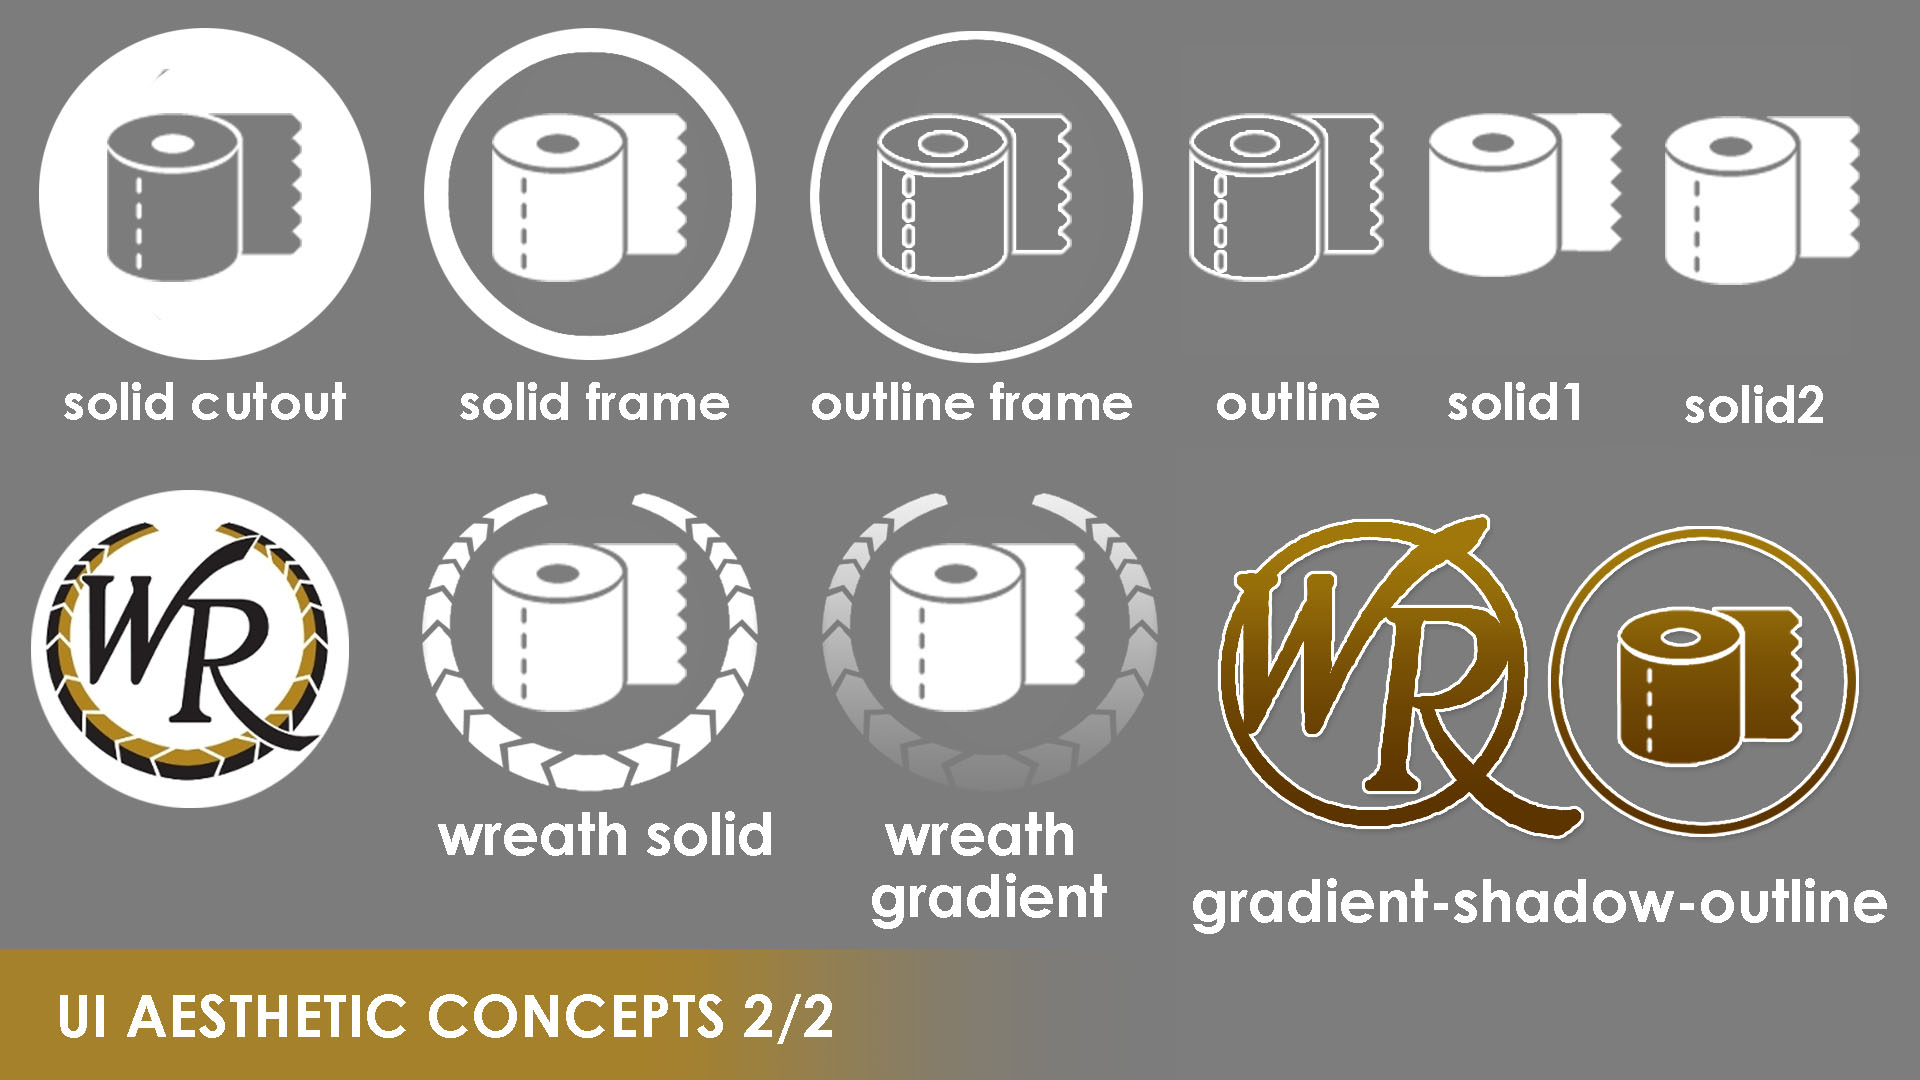 solid cutout
solid frame
outline frame
outline
solid1
solid2
WR
wreath solid
wreath
gradient
WR
gradient-shadow-outline
UI AESTHETIC CONCEPTS 2/2